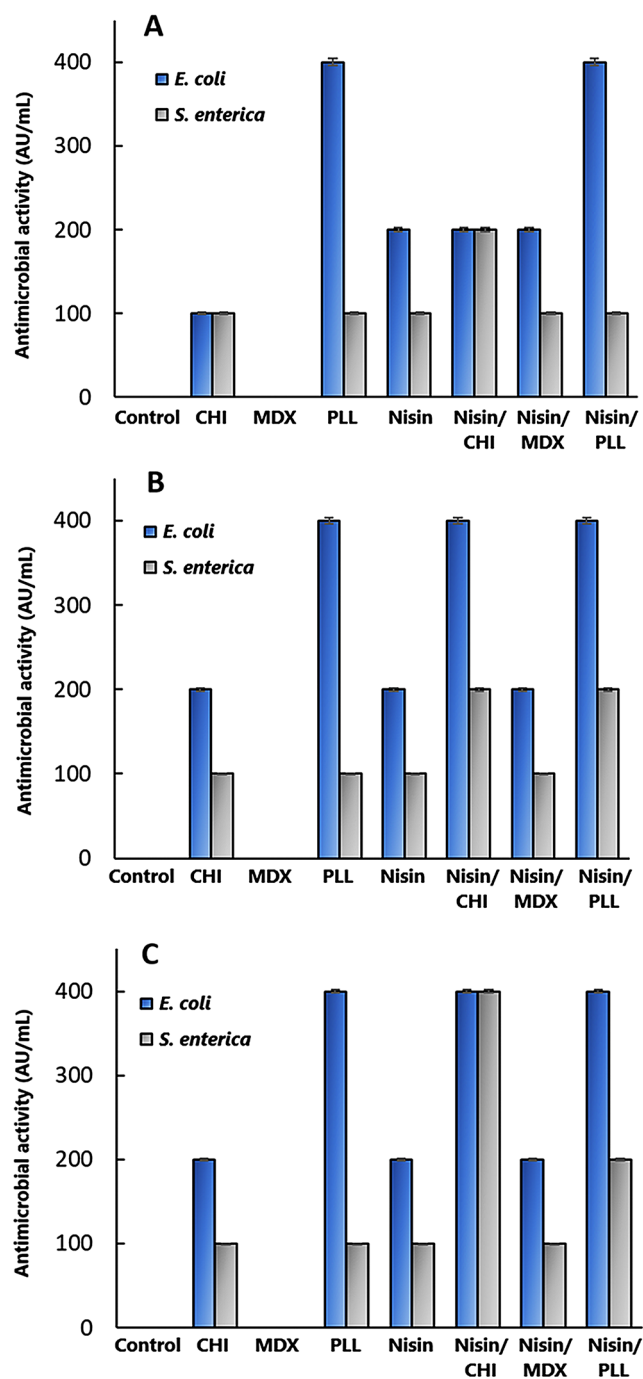 A
Antimicrobial activity (AU/mL)
E. coli
S. enterica
400
300
200
100
0
Control CHI MDX PLL Nisin Nisin/ Nisin/ Nisin/
CHI MDX PLL
B
Antimicrobial activity (AU/mL)
E. coli
S. enterica
400
300
200
100
0
Control CHI MDX PLL Nisin Nisin/ Nisin/ Nisin/
CHI MDX PLL
C
Antimicrobial activity (AU/mL)
E. coli
S. enterica
400
300
200
100
0
Control CHI MDX PLL Nisin Nisin/ Nisin/ Nisin/
CHI MDX PLL